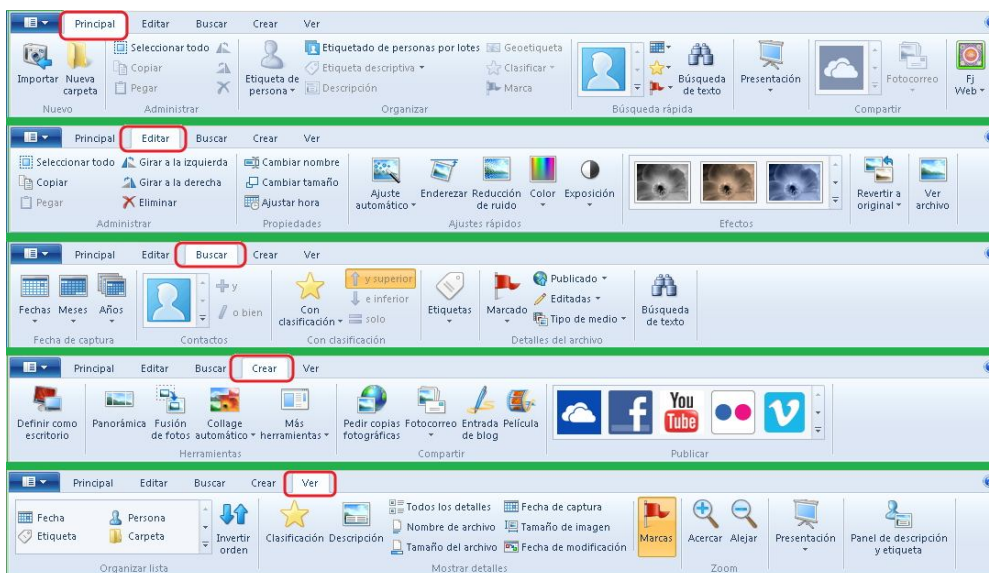 Principal Editar Buscar Crear Ver
Seleccionar todo Etiquetado de personas por lotes Geoetiqueta
Copiar Etiqueta descriptiva Clasificar
Importar Nueva carpeta Pegar Etiqueta de persona Descripción Marca Búsqueda de texto Presentación Fotocorreo Fj Web
Nuevo Administrar Organizar Búsqueda rápida Compartir
Principal Editar Buscar Crear Ver
Seleccionar todo Girar a la izquierda Cambiar nombre
Copiar Girar a la derecha Cambiar tamaño
Pegar Eliminar Ajustar hora Ajuste automático Enderezar Reducción de ruido Color Exposición Revertir a original Ver archivo
Administrar Propiedades Ajustes rápidos Efectos
Principal Editar Buscar Crear Ver
y y superior Publicado
Fechas Meses Años o bien Con clasificación e inferior Etiquetas Marcado Editadas Búsqueda de texto
solo Tipo de medio
Fecha de captura Contactos Con clasificación Detalles del archivo
Principal Editar Buscar Crear Ver
You Tube
Definir como escritorio Panorámica Fusión de fotos Collage automático Más herramientas Pedir copias fotográficas Fotocorreo Entrada de blog Película
Herramientas Compartir Publicar
Principal Editar Buscar Crear Ver
Todos los detalles Fecha de captura
Fecha Persona Nombre de archivo Tamaño de imagen
Etiqueta Carpeta Invertir orden Clasificación Descripción Tamaño del archivo Fecha de modificación Marcas Acercar Alejar Presentación Panel de descripción y etiqueta
Organizar lista Mostrar detalles Zoom